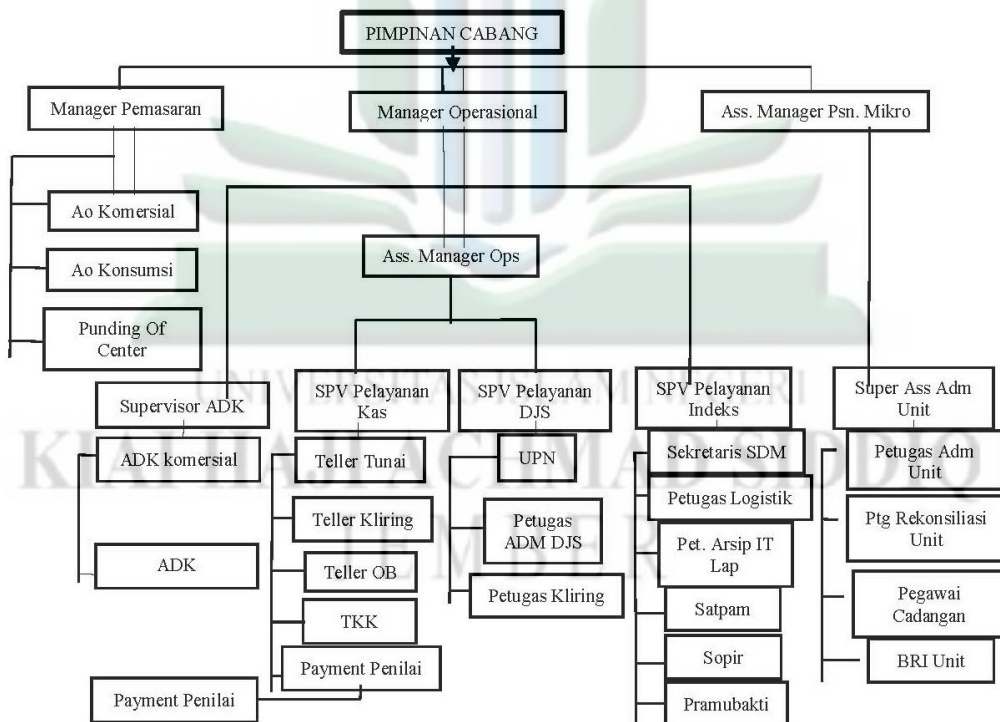 PIMPINAN CABANG
Manager Pemasaran
Manager Operasional
Ass. Manager Psn. Mikro
Ao Komersial
Ao Konsumsi
Punding Of
Center
Ass. Manager Ops
Supervisor ADK
ADK komersial
ADK
SPV Pelayanan
Kas
Teller Tunai
Teller Kliring
Teller OB
TKK
Payment Penilai
Payment Penilai
SPV Pelayanan
DJS
UPN
Petugas
ADM DJS
Petugas Kliring
SPV Pelayanan
Indeks
Sekretaris SDM
Petugas Logistik
Pet. Arsip IT
Lap
Satpam
Sopir
Pramubakti
Super Ass Adm
Unit
Petugas Adm
Unit
Ptg Rekonsiliasi
Unit
Pegawai
Cadangan
BRI Unit
UNIVERSITAS ISLAM NEGERI
KIAI HAJI ACHMAD SIDDIQ
JEMBER